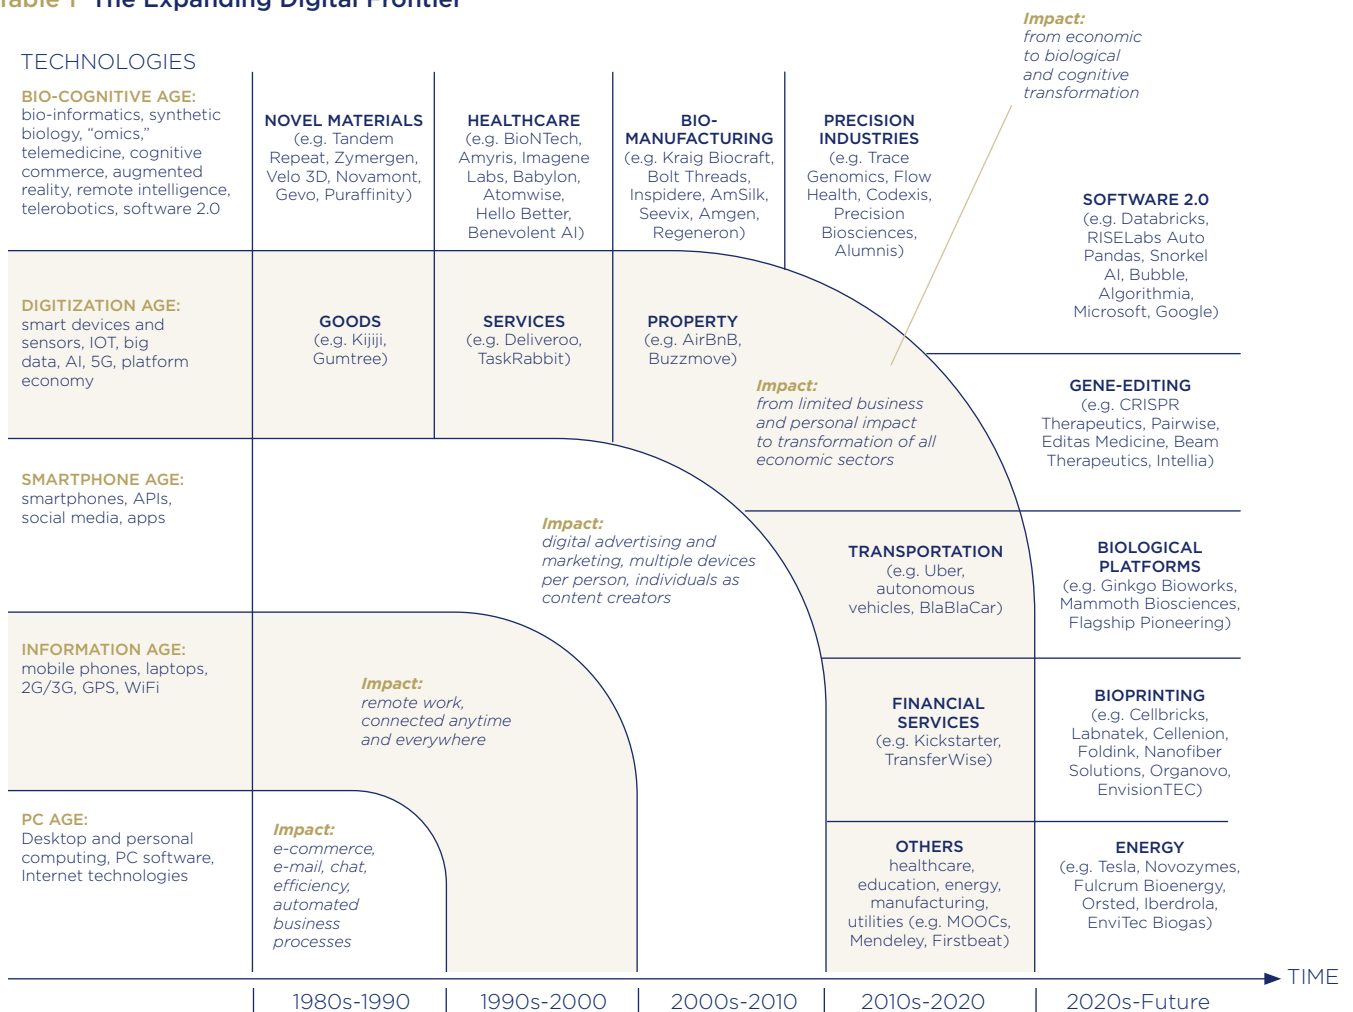 Table 1 The Expanding Digital Frontier
Impact:
from economic
to biological
and cognitive
transformation
TECHNOLOGIES
BIO-COGNITIVE AGE:
bio-informatics, synthetic
biology, “omics,”
telemedicine, cognitive
commerce, augmented
reality, remote intelligence,
telerobotics, software 2.0
NOVEL MATERIALS
(e.g. Tandem
Repeat, Zymergen,
Velo 3D, Novamont,
Gevo, Puraffinity)
HEALTHCARE
(e.g. BioNTech,
Amyris, Imagene
Labs, Babylon,
Atomwise,
Hello Better,
Benevolent AI)
BIO-
MANUFACTURING
(e.g. Kraig Biocraft,
Bolt Threads,
Inspidere, AmSilk,
Seevix, Amgen,
Regeneron)
PRECISION
INDUSTRIES
(e.g. Trace
Genomics, Flow
Health, Codexis,
Precision
Biosciences,
Alumnis)
SOFTWARE 2.0
(e.g. Databricks,
RISELabs Auto
Pandas, Snorkel
AI, Bubble,
Algorithmia,
Microsoft, Google)
DIGITIZATION AGE:
smart devices and
sensors, IOT, big
data, AI, 5G, platform
economy
GOODS
(e.g. Kijiji,
Gumtree)
SERVICES
(e.g. Deliveroo,
TaskRabbit)
PROPERTY
(e.g. AirBnB,
Buzzmove)
Impact:
from limited business
and personal impact
to transformation of all
economic sectors
GENE-EDITING
(e.g. CRISPR
Therapeutics, Pairwise,
Editas Medicine, Beam
Therapeutics, Intellia)
SMARTPHONE AGE:
smartphones, APIs,
social media, apps
Impact:
digital advertising and
marketing, multiple devices
per person, individuals as
content creators
TRANSPORTATION
(e.g. Uber,
autonomous
vehicles, BlaBlaCar)
BIOLOGICAL
PLATFORMS
(e.g. Ginkgo Bioworks,
Mammoth Biosciences,
Flagship Pioneering)
INFORMATION AGE:
mobile phones, laptops,
2G/3G, GPS, WiFi
Impact:
remote work,
connected anytime
and everywhere
FINANCIAL
SERVICES
(e.g. Kickstarter,
TransferWise)
BIOPRINTING
(e.g. Cellbricks,
Labnatek, Cellenion,
Foldink, Nanofiber
Solutions, Organovo,
EnvisionTEC)
PC AGE:
Desktop and personal
computing, PC software,
Internet technologies
Impact:
e-commerce,
e-mail, chat,
efficiency,
automated
business
processes
OTHERS
healthcare,
education, energy,
manufacturing,
utilities (e.g. MOOCs,
Mendeley, Firstbeat)
ENERGY
(e.g. Tesla, Novozymes,
Fulcrum Bioenergy,
Orsted, Iberdrola,
EnviTec Biogas)
TIME
1980s-1990
1990s-2000
2000s-2010
2010s-2020
2020s-Future